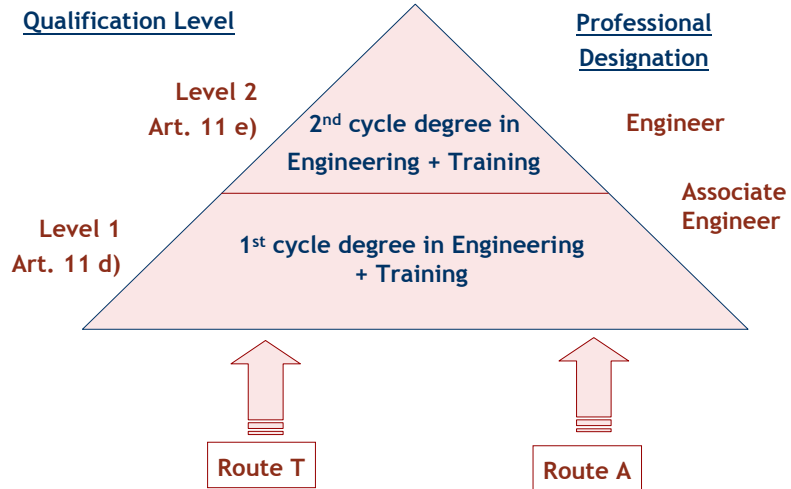 Qualification Level
Professional
Designation
Level 2
Art. 11 e)
2nd cycle degree in
Engineering + Training
Engineer
Associate
Engineer
Level 1
Art. 11 d)
1st cycle degree in Engineering
+ Training
Route T
Route A